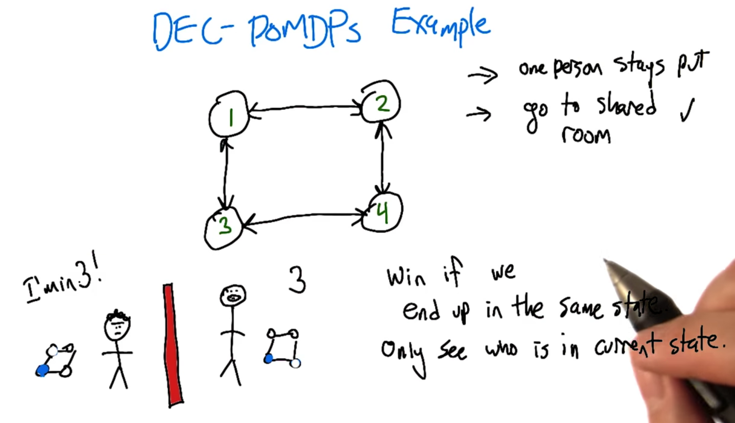 DEC-POMDPs Example
→ one person stays put
→ go to shared ✓
room
1
2
3
4
I'm in 3!
3
Win if we
end up in the same state.
Only see who is in current state.